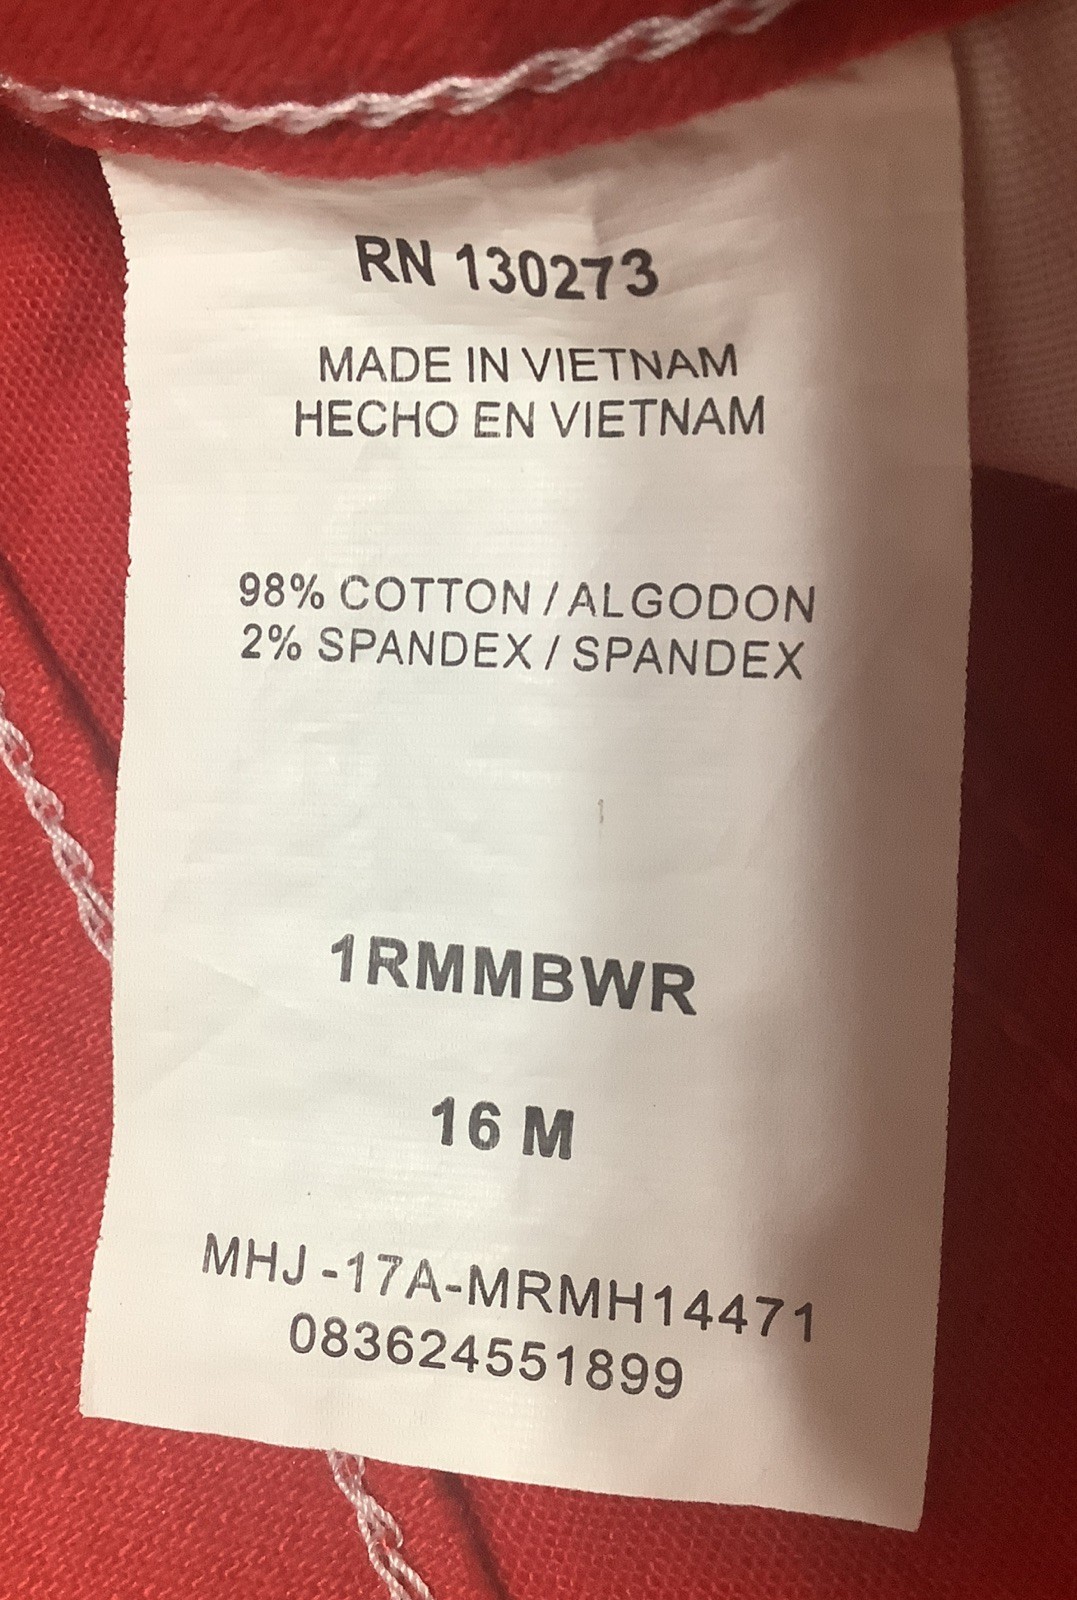 RN 130273
MADE IN VIETNAM
HECHO EN VIETNAM
98% COTTON / ALGODON
2% SPANDEX / SPANDEX
1RMMBWR
16 M
MHJ -17A-MRMH14471
083624551899